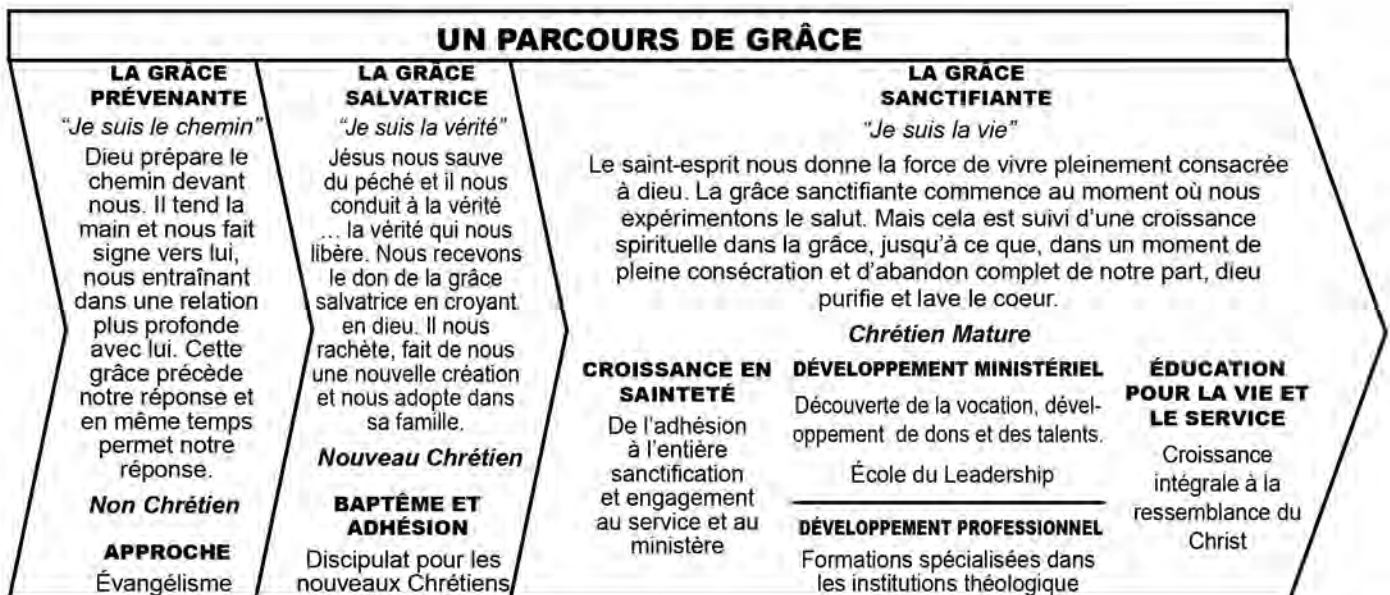 UN PARCOURS DE GRÂCE
LA GRÂCE
PRÉVENANTE
"Je suis le chemin"
Dieu prépare le
chemin devant
nous. Il tend la
main et nous fait
signe vers lui,
nous entraînant
dans une relation
plus profonde
avec lui. Cette
grâce précède
notre réponse et
en même temps
permet notre
réponse.
Non Chrétien
APPROCHE
Évangélisme
LA GRÂCE
SALVATRICE
"Je suis la vérité"
Jésus nous sauve
du péché et il nous
conduit à la vérité
… la vérité qui nous
libère. Nous recevons
le don de la grâce
salvatrice en croyant
en dieu. Il nous
rachète, fait de nous
une nouvelle création
et nous adopte dans
sa famille.
Nouveau Chrétien
BAPTÊME ET
ADHÉSION
Discipulat pour les
nouveaux Chrétiens
LA GRÂCE
SANCTIFIANTE
"Je suis la vie"
Le saint-esprit nous donne la force de vivre pleinement consacrée
à dieu. La grâce sanctifiante commence au moment où nous
expérimentons le salut. Mais cela est suivi d'une croissance
spirituelle dans la grâce, jusqu'à ce que, dans un moment de
pleine consécration et d'abandon complet de notre part, dieu
purifie et lave le coeur.
Chrétien Mature
CROISSANCE EN
SAINTETÉ
De l'adhésion
à l'entière
sanctification
et engagement
au service et au
ministère
DÉVELOPPEMENT MINISTÉRIEL
Découverte de la vocation, dével-
oppement de dons et des talents.
École du Leadership
DÉVELOPPEMENT PROFESSIONNEL
Formations spécialisées dans
les institutions théologique
ÉDUCATION
POUR LA VIE ET
LE SERVICE
Croissance
intégrale à la
ressemblance du
Christ